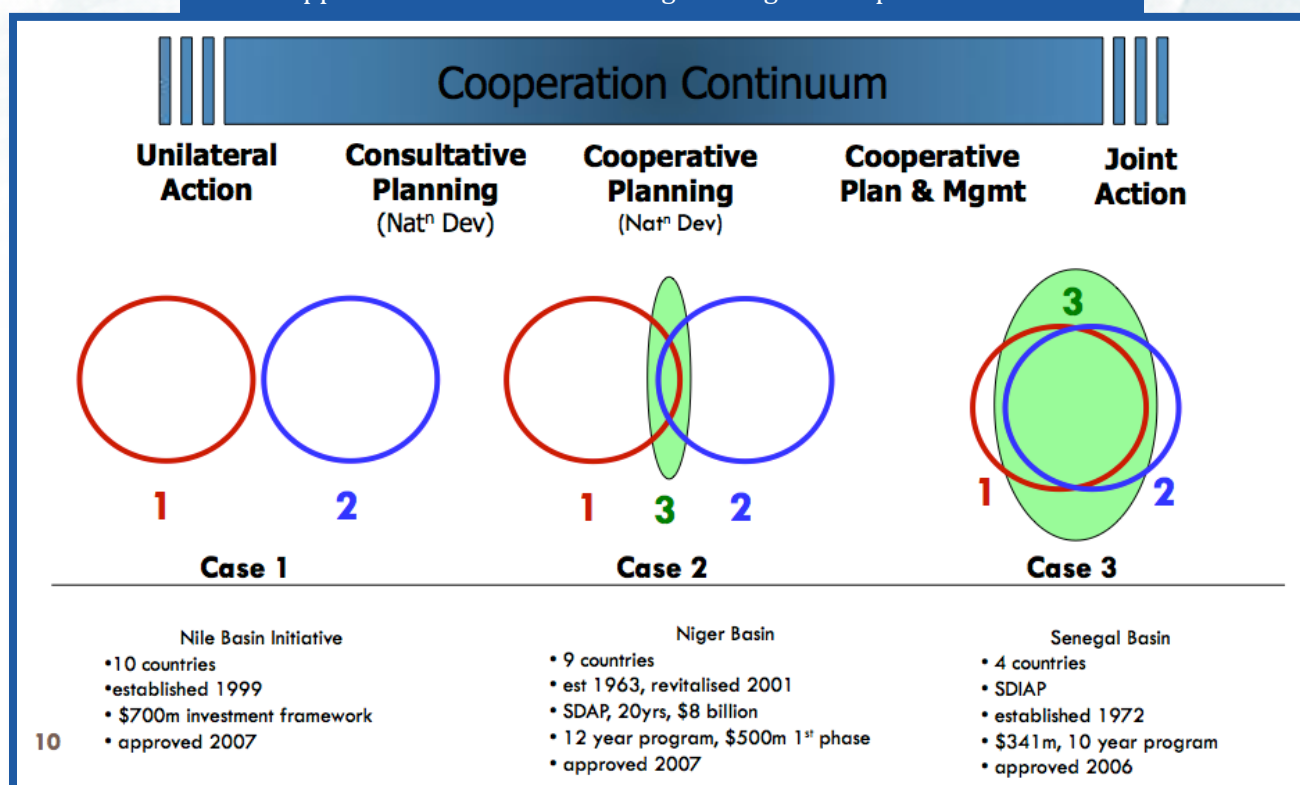 Cooperation Continuum
Unilateral
Action
Consultative
Planning
(Natⁿ Dev)
Cooperative
Planning
(Natⁿ Dev)
Cooperative
Plan & Mgmt
Joint
Action
1
2
Case 1
1
3
2
Case 2
3
1
2
Case 3
Nile Basin Initiative
•10 countries
•established 1999
• $700m investment framework
• approved 2007
Niger Basin
• 9 countries
• est 1963, revitalised 2001
• SDAP, 20yrs, $8 billion
• 12 year program, $500m 1ˢᵗ phase
• approved 2007
Senegal Basin
• 4 countries
• SDIAP
• established 1972
• $341m, 10 year program
• approved 2006
10